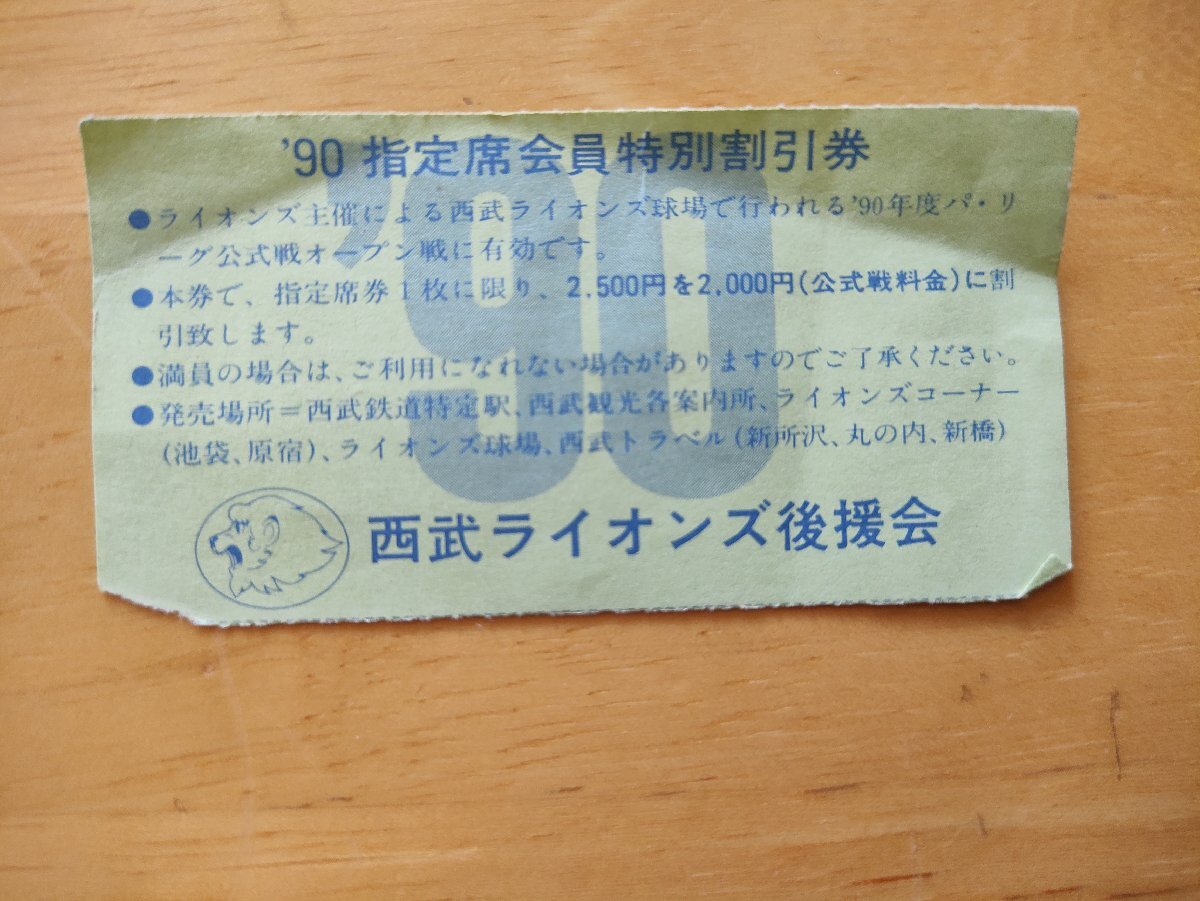 '90 指定席会員特別割引券
●ライオンズ主催による西武ライオンズ球場で行われる'90年度パ・リ
ーグ公式戦オープン戦に有効です。
●本券で、指定席券1枚に限り、2,500円を2,000円(公式戦料金)に割
引致します。
●満員の場合は、ご利用になれない場合がありますのでご了承ください。
●発売場所＝西武鉄道特定駅、西武観光各案内所、ライオンズコーナー
(池袋、原宿)、ライオンズ球場、西武トラベル(新所沢、丸の内、新橋)
'90
西武ライオンズ後援会